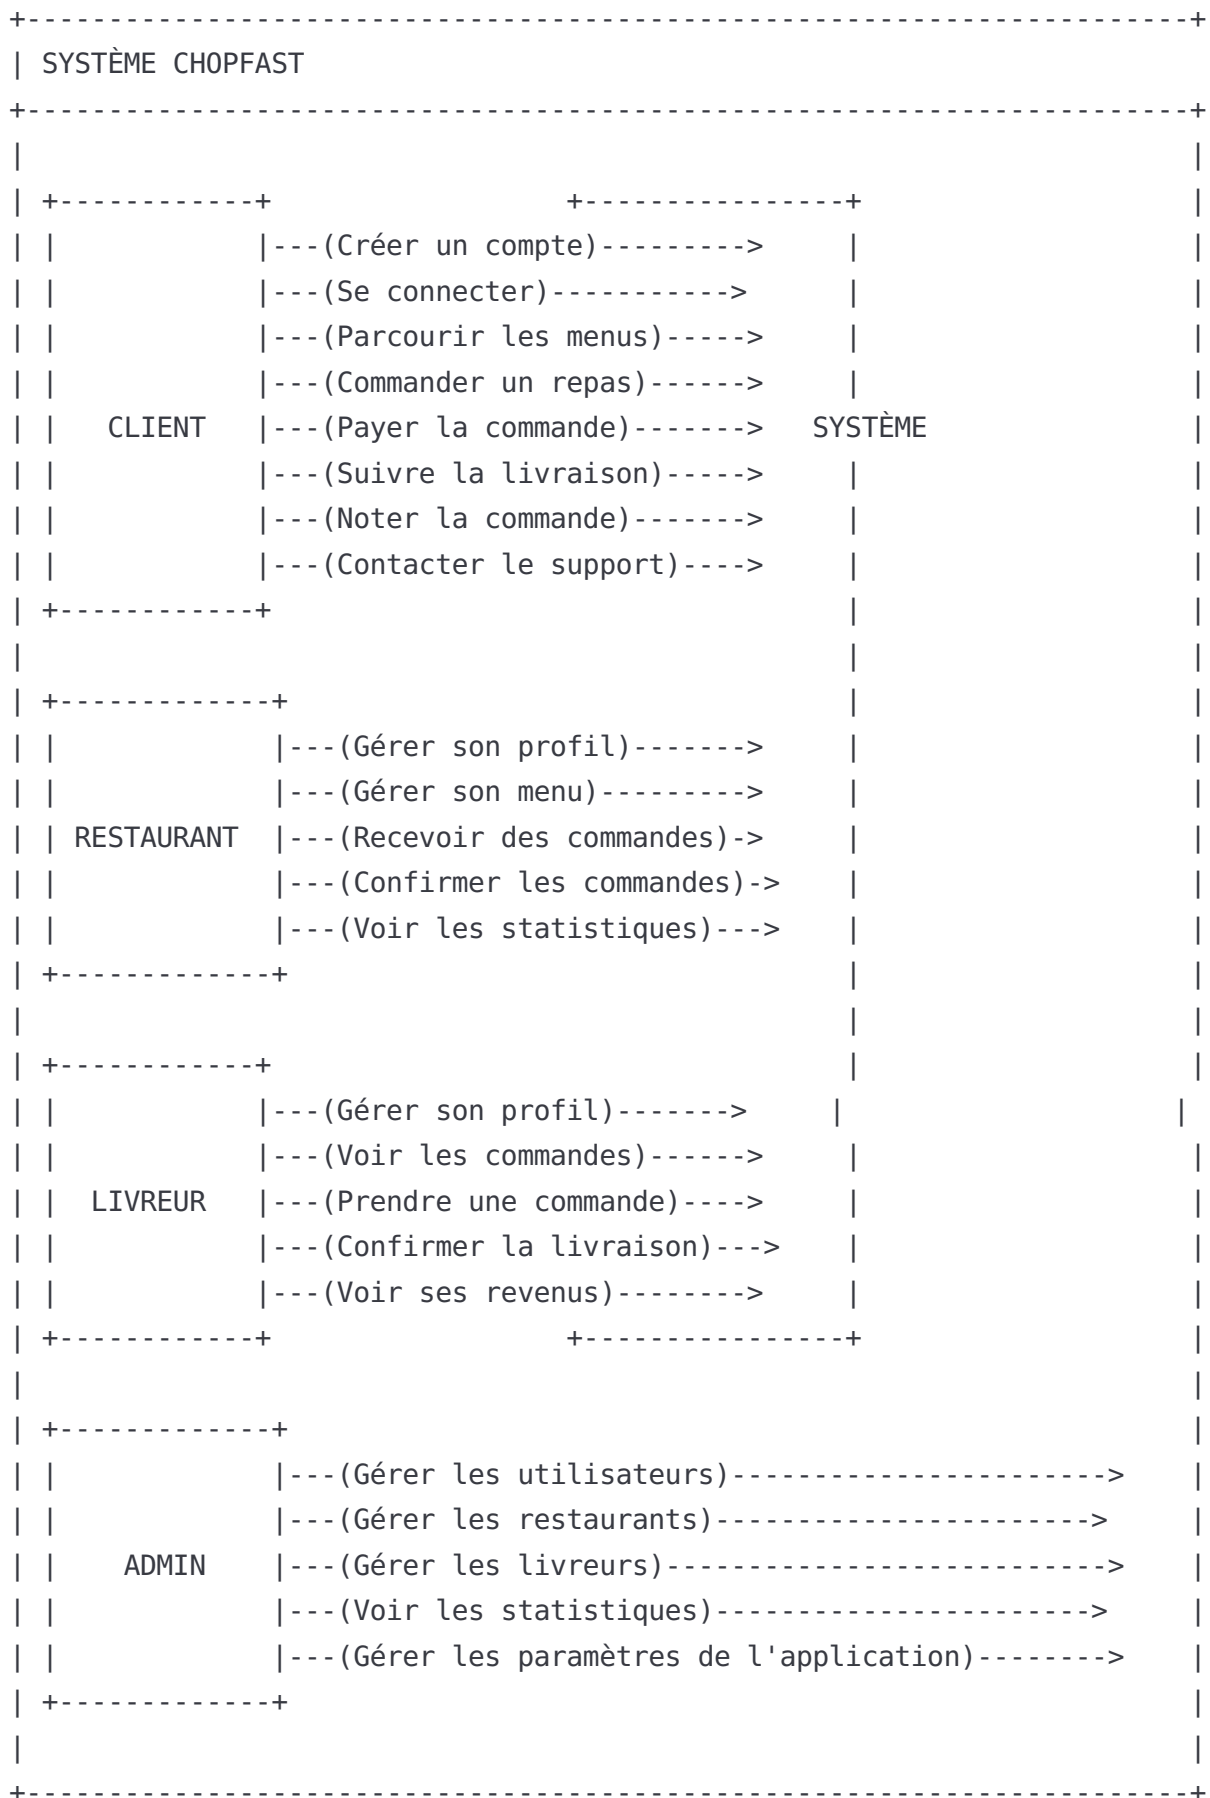 +-----------------------------------------------------------------------+
| SYSTÈME CHOPFAST
+-----------------------------------------------------------------------+
|                                                                       |
| +------------+                  +----------------+                    |
| |            |---(Créer un compte)--------->     |                    |
| |            |---(Se connecter)----------->      |                    |
| |            |---(Parcourir les menus)----->     |                    |
| |            |---(Commander un repas)------>     |                    |
| |   CLIENT   |---(Payer la commande)------->   SYSTÈME                |
| |            |---(Suivre la livraison)----->     |                    |
| |            |---(Noter la commande)------->     |                    |
| |            |---(Contacter le support)---->     |                    |
| +------------+                                   |                    |
|                                                  |                    |
| +-------------+                                  |                    |
| |             |---(Gérer son profil)------->     |                    |
| |             |---(Gérer son menu)--------->     |                    |
| | RESTAURANT  |---(Recevoir des commandes)->     |                    |
| |             |---(Confirmer les commandes)->    |                    |
| |             |---(Voir les statistiques)--->    |                    |
| +-------------+                                  |                    |
|                                                  |                    |
| +------------+                                   |                    |
| |            |---(Gérer son profil)------->     |                    |
| |            |---(Voir les commandes)------>     |                    |
| |  LIVREUR   |---(Prendre une commande)---->     |                    |
| |            |---(Confirmer la livraison)--->    |                    |
| |            |---(Voir ses revenus)-------->     |                    |
| +------------+                  +----------------+                    |
|                                                                       |
| +-------------+                                                       |
| |             |---(Gérer les utilisateurs)----------------------->    |
| |             |---(Gérer les restaurants)----------------------->     |
| |     ADMIN   |---(Gérer les livreurs)--------------------------->    |
| |             |---(Voir les statistiques)----------------------->     |
| |             |---(Gérer les paramètres de l'application)-------->    |
| +-------------+                                                       |
|                                                                       |
+-----------------------------------------------------------------------+